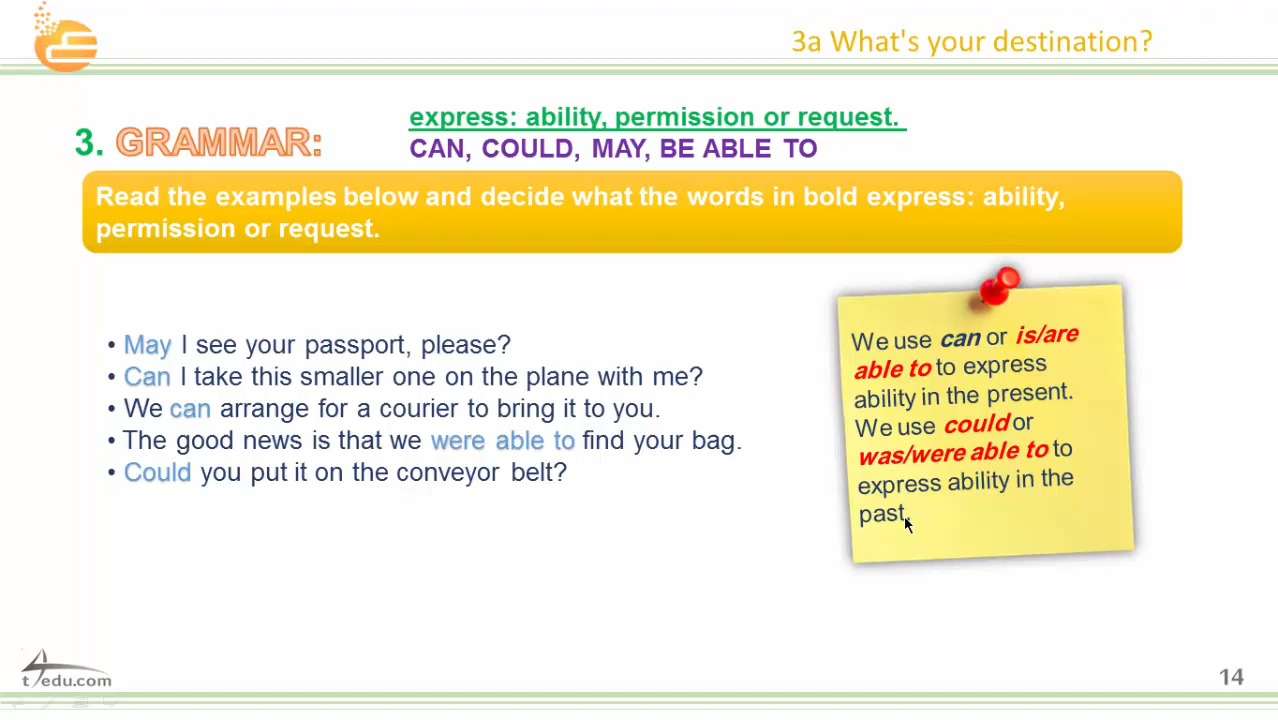 3a What's your destination?
express: ability, permission or request.
3. GRAMMAR:
CAN, COULD, MAY, BE ABLE TO
Read the examples below and decide what the words in bold express: ability,
permission or request.
• May I see your passport, please?
• Can I take this smaller one on the plane with me?
• We can arrange for a courier to bring it to you.
• The good news is that we were able to find your bag.
• Could you put it on the conveyor belt?
We use can or is/are
able to to express
ability in the present.
We use could or
was/were able to to
express ability in the
past.
t4edu.com
14